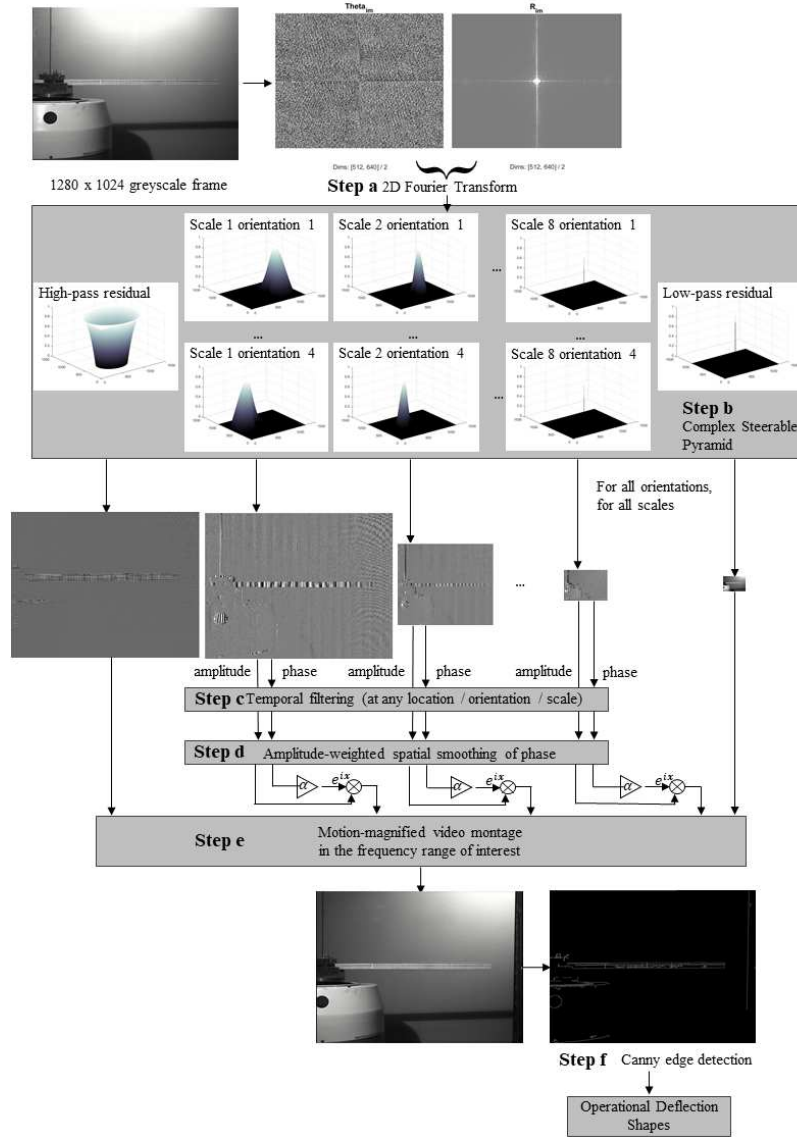 Theta_im
R_im
Dims: [512, 640] / 2
Dims: [512, 640] / 2
1280 x 1024 greyscale frame
Step a 2D Fourier Transform
Scale 1 orientation 1
Scale 2 orientation 1
Scale 8 orientation 1
...
High-pass residual
Low-pass residual
...
...
...
Scale 1 orientation 4
Scale 2 orientation 4
Scale 8 orientation 4
...
Step b
Complex Steerable
Pyramid
For all orientations,
for all scales
...
amplitude
phase
amplitude
phase
amplitude
phase
Step c Temporal filtering (at any location / orientation / scale)
Step d Amplitude-weighted spatial smoothing of phase
α
e^{ix}
α
e^{ix}
α
e^{ix}
Step e
Motion-magnified video montage
in the frequency range of interest
Step f Canny edge detection
Operational Deflection
Shapes